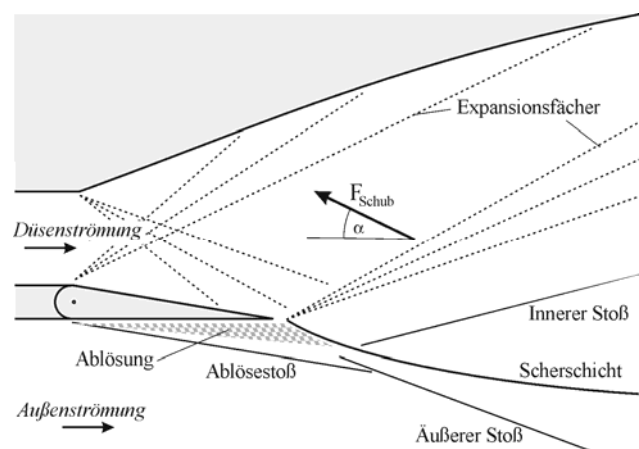 Expansionsfächer
F_Schub
α
Düsenströmung
Innerer Stoß
Ablösung
Ablösestoß
Scherschicht
Außenströmung
Äußerer Stoß